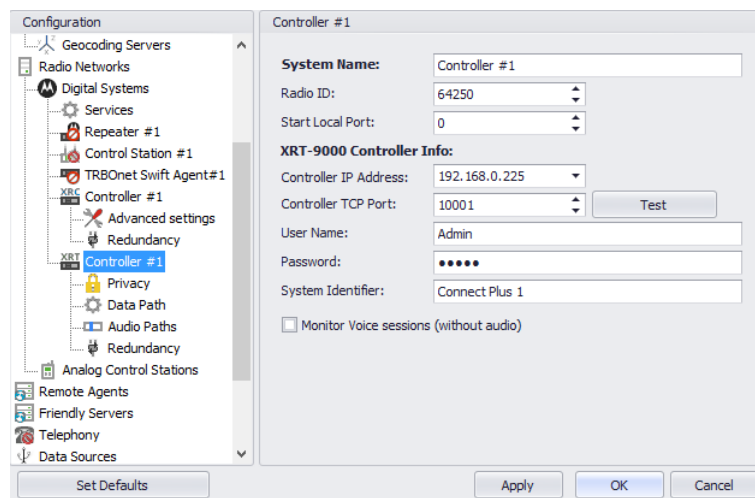 Configuration
Geocoding Servers
Radio Networks
Digital Systems
Services
Repeater #1
Control Station #1
TRBOnet Swift Agent#1
XRC Controller #1
Advanced settings
Redundancy
XRT Controller #1
Privacy
Data Path
Audio Paths
Redundancy
Analog Control Stations
Remote Agents
Friendly Servers
Telephony
Data Sources
Set Defaults
Controller #1
System Name: Controller #1
Radio ID: 64250
Start Local Port: 0
XRT-9000 Controller Info:
Controller IP Address: 192.168.0.225
Controller TCP Port: 10001 Test
User Name: Admin
Password: •••••
System Identifier: Connect Plus 1
Monitor Voice sessions (without audio)
Apply OK Cancel